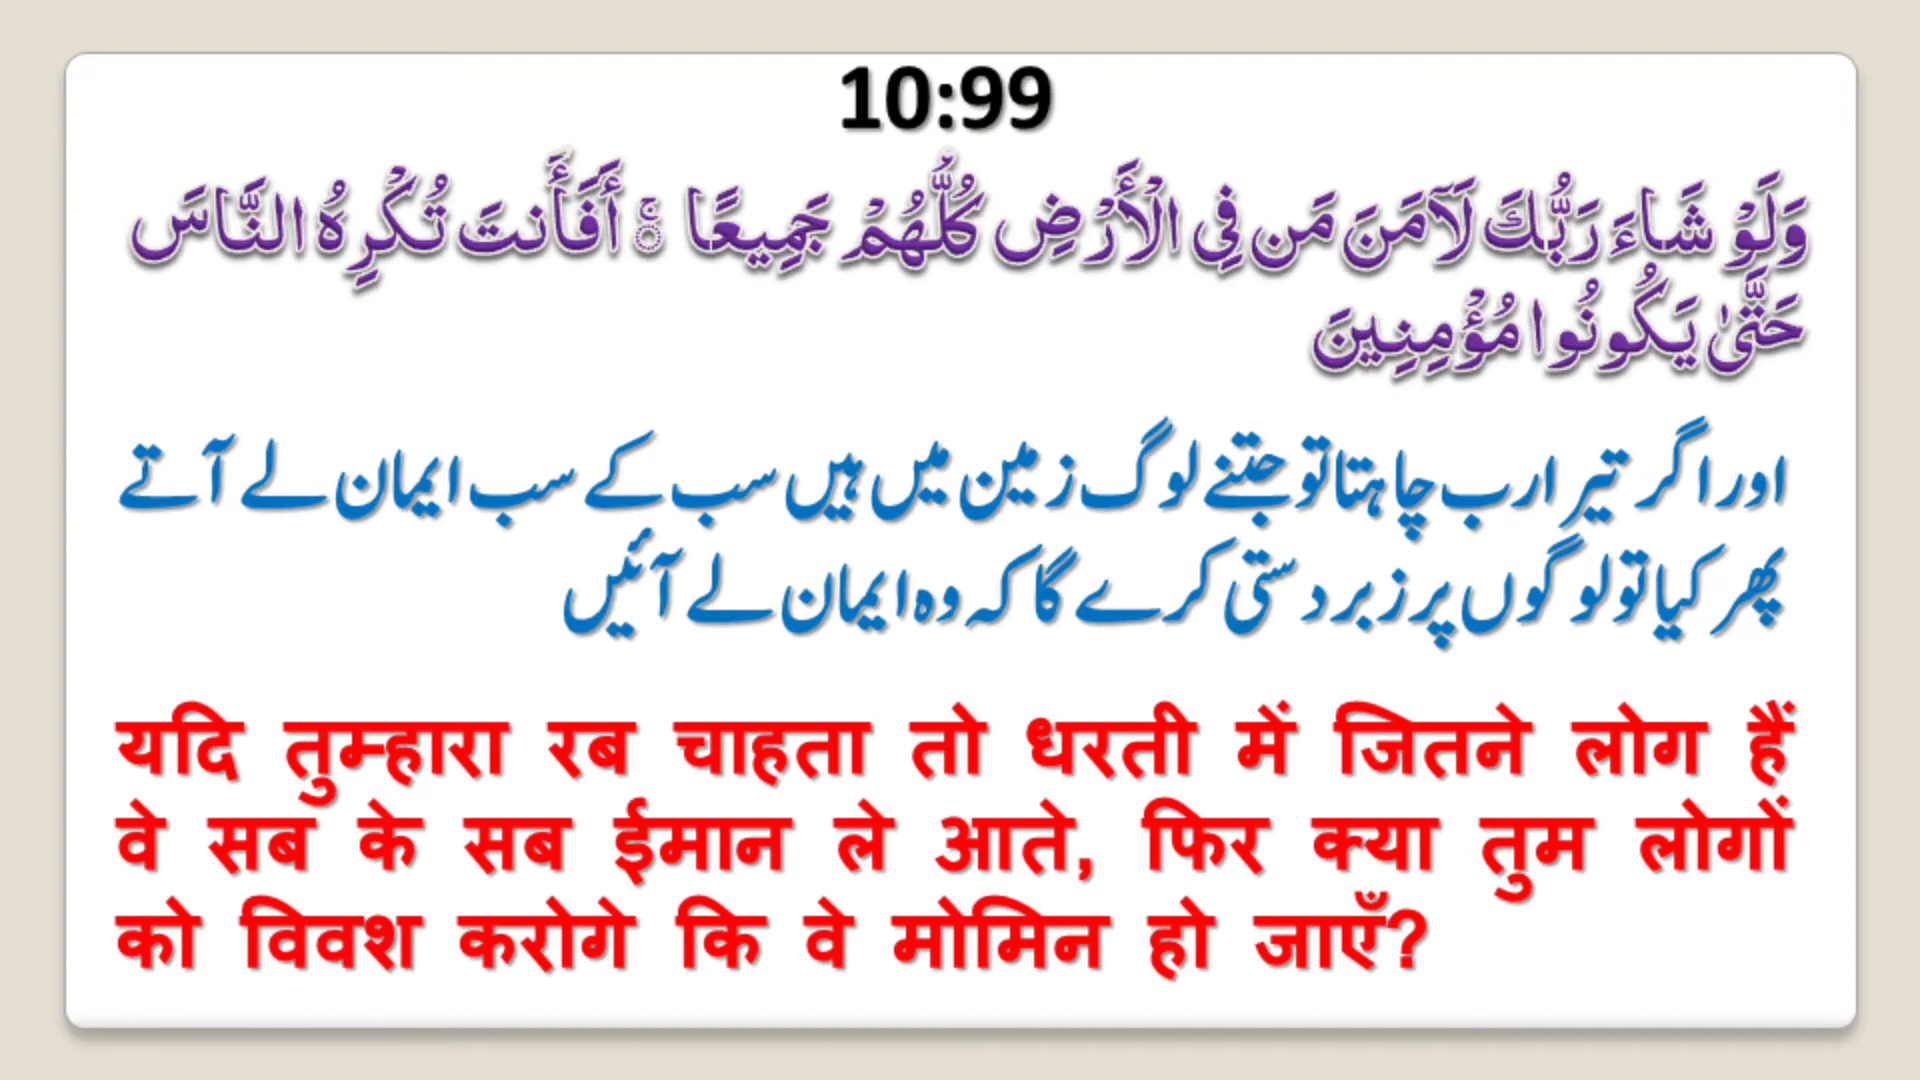 10:99
وَلَوْ شَاءَ رَبُّكَ لَآمَنَ مَن فِي الْأَرْضِ كُلُّهُمْ جَمِيعًا ۚ أَفَأَنتَ تُكْرِهُ النَّاسَ
حَتَّىٰ يَكُونُوا مُؤْمِنِينَ
اور اگر تیرا رب چاہتا تو جتنے لوگ زمین میں ہیں سب کے سب ایمان لے آتے
پھر کیا تو لوگوں پر زبردستی کرے گا کہ وہ ایمان لے آئیں
यदि तुम्हारा रब चाहता तो धरती में जितने लोग हैं
वे सब के सब ईमान ले आते, फिर क्या तुम लोगों
को विवश करोगे कि वे मोमिन हो जाएँ?